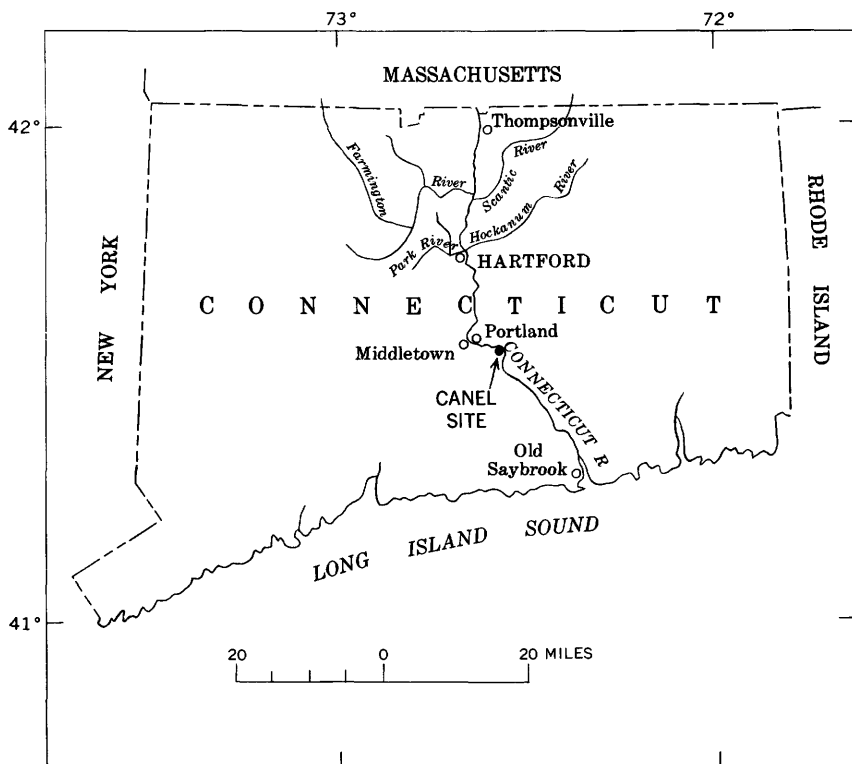 73°
72°
MASSACHUSETTS
42°
Thompsonville
Farmington
River
Scantic
River
Hockanum
River
Park River
HARTFORD
NEW YORK
RHODE ISLAND
CONNECTICUT
Portland
Middletown
CONNECTICUT R
CANEL
SITE
Old
Saybrook
LONG ISLAND SOUND
41°
20 0 20 MILES